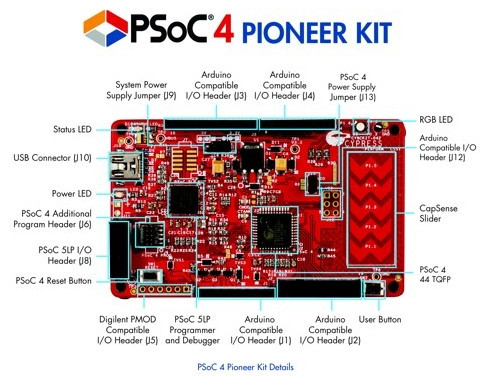 PSoC® 4 PIONEER KIT
System Power
Supply Jumper (J9)
Arduino
Compatible
I/O Header (J3)
Arduino
Compatible
I/O Header (J4)
PSoC 4
Power Supply
Jumper (J13)
Status LED
USB Connector (J10)
Power LED
PSoC 4 Additional
Program Header (J6)
PSoC 5LP I/O
Header (J8)
PSoC 4 Reset Button
RGB LED
Arduino
Compatible I/O
Header (J12)
CapSense
Slider
PSoC 4
44 TQFP
CYPRESS
Digilent PMOD
Compatible
I/O Header (J5)
PSoC 5LP
Programmer
and Debugger
Arduino
Compatible
I/O Header (J1)
Arduino
Compatible
I/O Header (J2)
User Button
PSoC 4 Pioneer Kit Details